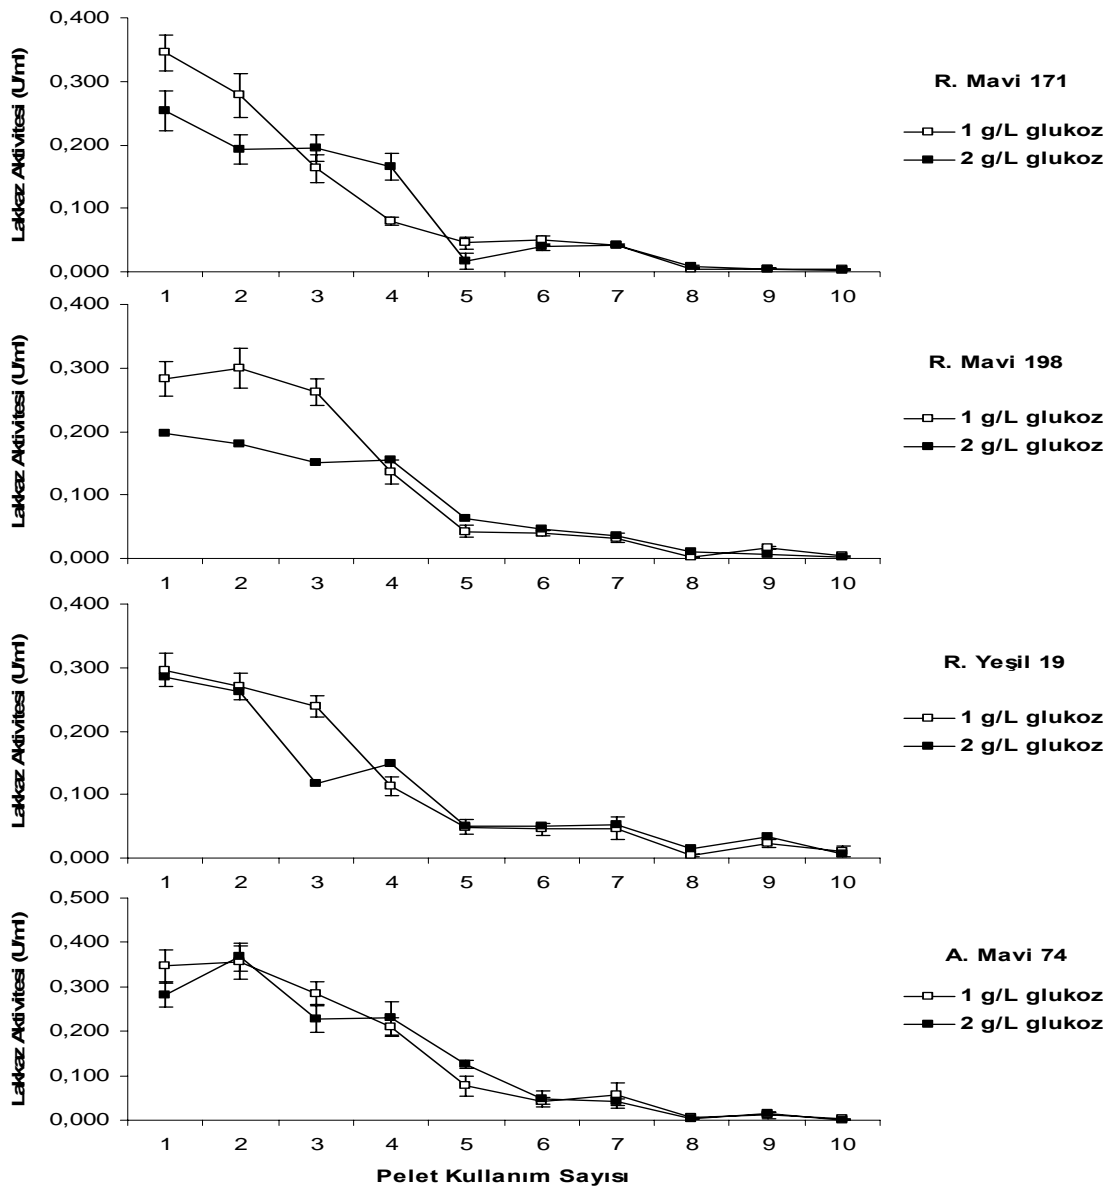 0,400
0,300
0,200
0,100
0,000
Lakkaz Aktivitesi (U/ml)
1 2 3 4 5 6 7 8 9 10
R. Mavi 171
1 g/L glukoz
2 g/L glukoz
0,400
0,300
0,200
0,100
0,000
Lakkaz Aktivitesi (U/ml)
1 2 3 4 5 6 7 8 9 10
R. Mavi 198
1 g/L glukoz
2 g/L glukoz
0,400
0,300
0,200
0,100
0,000
Lakkaz Aktivitesi (U/ml)
1 2 3 4 5 6 7 8 9 10
R. Yeşil 19
1 g/L glukoz
2 g/L glukoz
0,500
0,400
0,300
0,200
0,100
0,000
Lakkaz Aktivitesi (U/ml)
1 2 3 4 5 6 7 8 9 10
A. Mavi 74
1 g/L glukoz
2 g/L glukoz
Pelet Kullanım Sayısı